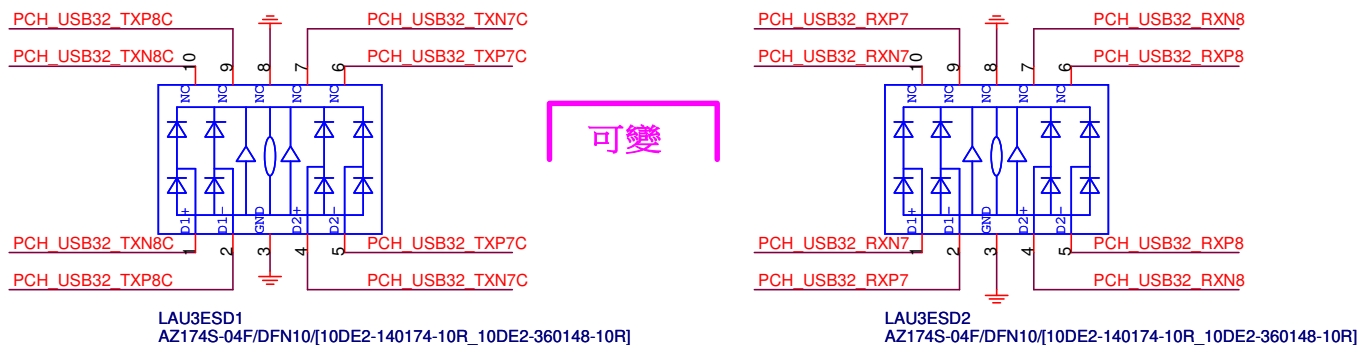 PCH_USB32_TXP8C
PCH_USB32_TXN7C
PCH_USB32_TXN8C
PCH_USB32_TXP7C
10 9 8 7 6
NC NC NC NC NC
D1+ D1- GND D2+ D2-
1 2 3 4 5
PCH_USB32_TXN8C
PCH_USB32_TXP7C
PCH_USB32_TXP8C
PCH_USB32_TXN7C
LAU3ESD1
AZ174S-04F/DFN10/[10DE2-140174-10R_10DE2-360148-10R]
可變
PCH_USB32_RXP7
PCH_USB32_RXN8
PCH_USB32_RXN7
PCH_USB32_RXP8
10 9 8 7 6
NC NC NC NC NC
D1+ D1- GND D2+ D2-
1 2 3 4 5
PCH_USB32_RXN7
PCH_USB32_RXP8
PCH_USB32_RXP7
PCH_USB32_RXN8
LAU3ESD2
AZ174S-04F/DFN10/[10DE2-140174-10R_10DE2-360148-10R]